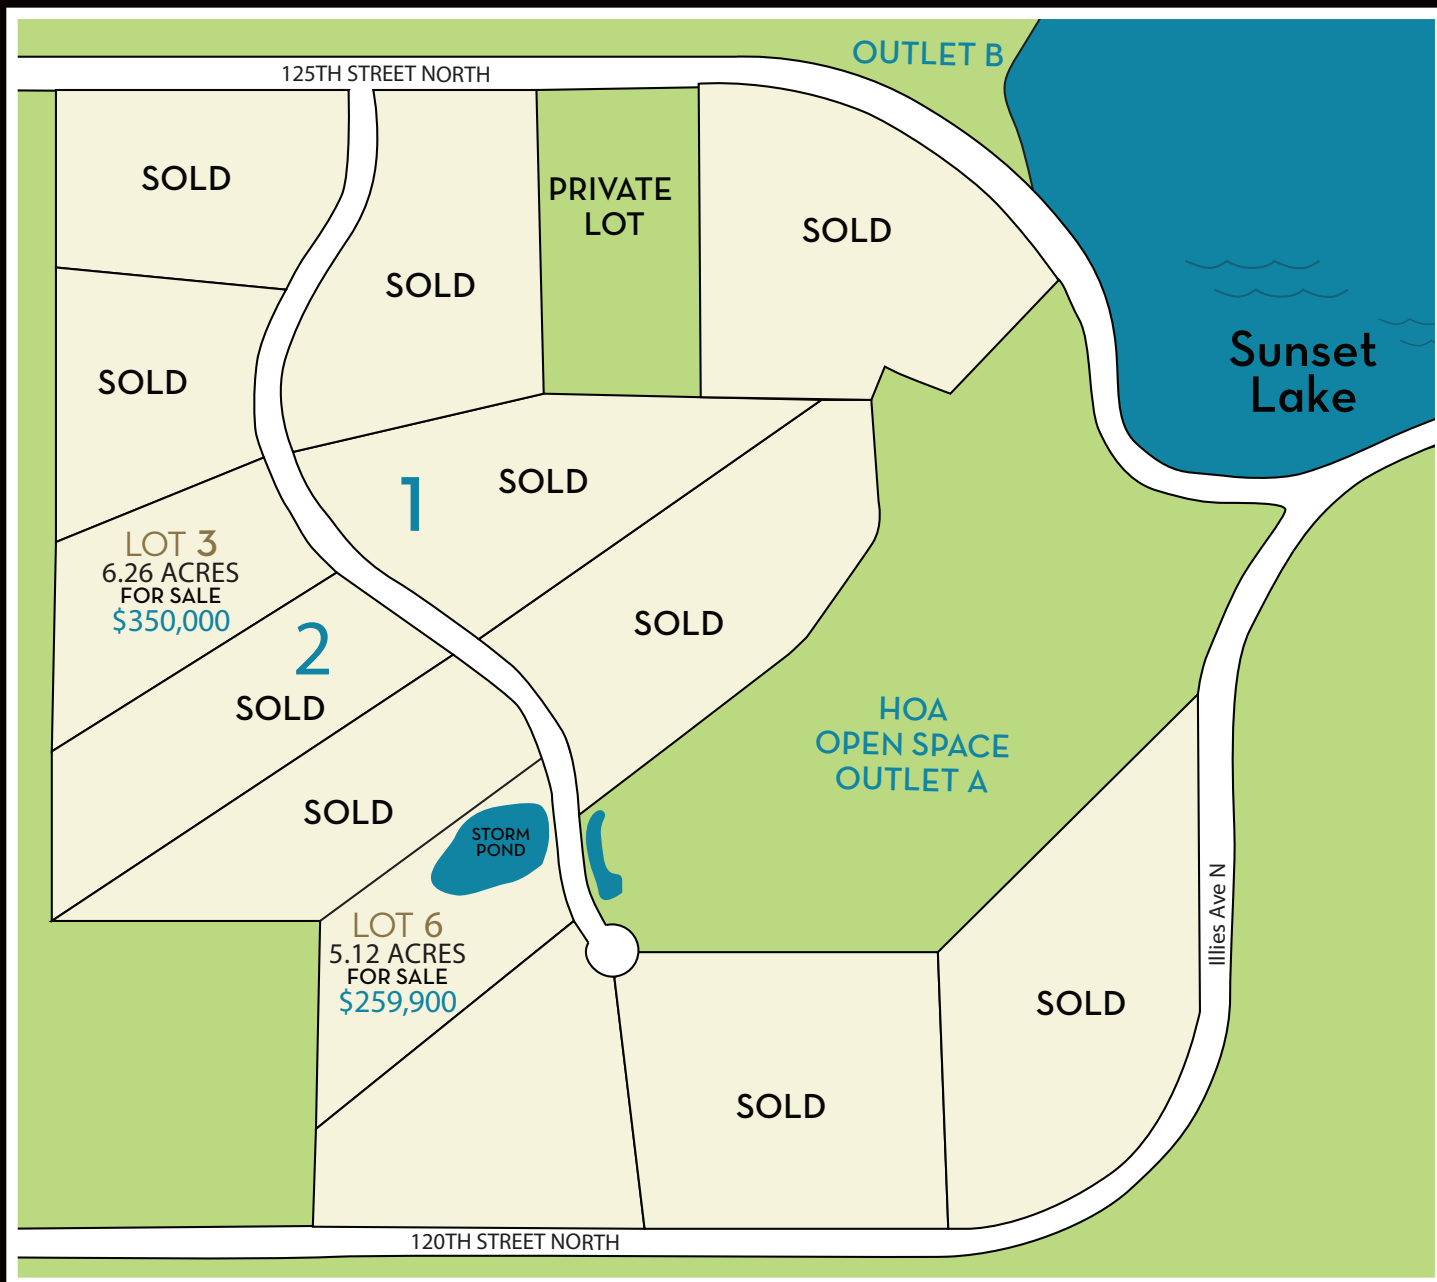 OUTLET B
125TH STREET NORTH
SOLD
PRIVATE
LOT
SOLD
SOLD
Sunset
Lake
SOLD
SOLD
1
LOT 3
6.26 ACRES
FOR SALE
$350,000
SOLD
2
SOLD
HOA
OPEN SPACE
OUTLET A
SOLD
STORM
POND
Illies Ave N
LOT 6
5.12 ACRES
FOR SALE
$259,900
SOLD
SOLD
120TH STREET NORTH